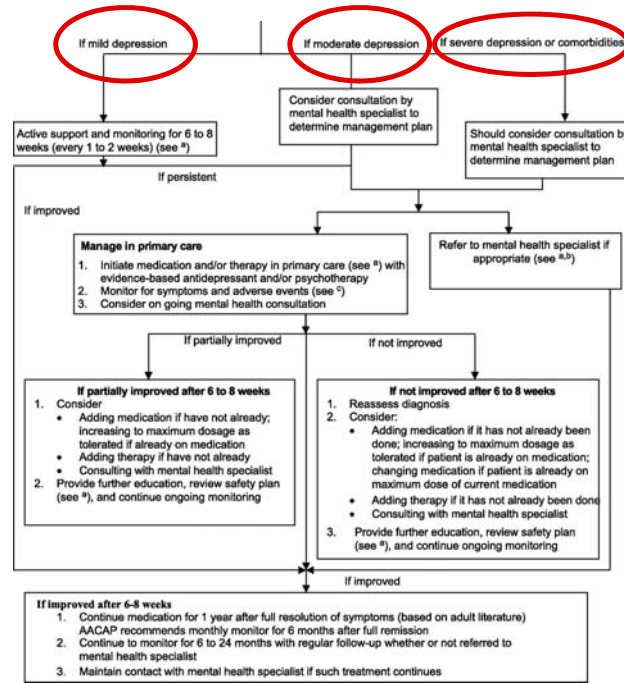 If mild depression
If moderate depression
If severe depression or comorbidities
Consider consultation by
mental health specialist to
determine management plan
Active support and monitoring for 6 to 8
weeks (every 1 to 2 weeks) (see a)
Should consider consultation by
mental health specialist to
determine management plan
If persistent
If improved
Manage in primary care
1. Initiate medication and/or therapy in primary care (see a) with
evidence-based antidepressant and/or psychotherapy
2. Monitor for symptoms and adverse events (see c)
3. Consider on going mental health consultation
Refer to mental health specialist if
appropriate (see a,b)
If partially improved
If not improved
If partially improved after 6 to 8 weeks
1. Consider
• Adding medication if have not already;
increasing to maximum dosage as
tolerated if already on medication
• Adding therapy if have not already
• Consulting with mental health specialist
2. Provide further education, review safety plan
(see a), and continue ongoing monitoring
If not improved after 6 to 8 weeks
1. Reassess diagnosis
2. Consider:
• Adding medication if it has not already been
done; increasing to maximum dosage as
tolerated if patient is already on medication;
changing medication if patient is already on
maximum dose of current medication
• Adding therapy if it has not already been done
• Consulting with mental health specialist
3. Provide further education, review safety plan
(see a), and continue ongoing monitoring
If improved
If improved after 6-8 weeks
1. Continue medication for 1 year after full resolution of symptoms (based on adult literature)
AACAP recommends monthly monitor for 6 months after full remission
2. Continue to monitor for 6 to 24 months with regular follow-up whether or not referred to
mental health specialist
3. Maintain contact with mental health specialist if such treatment continues